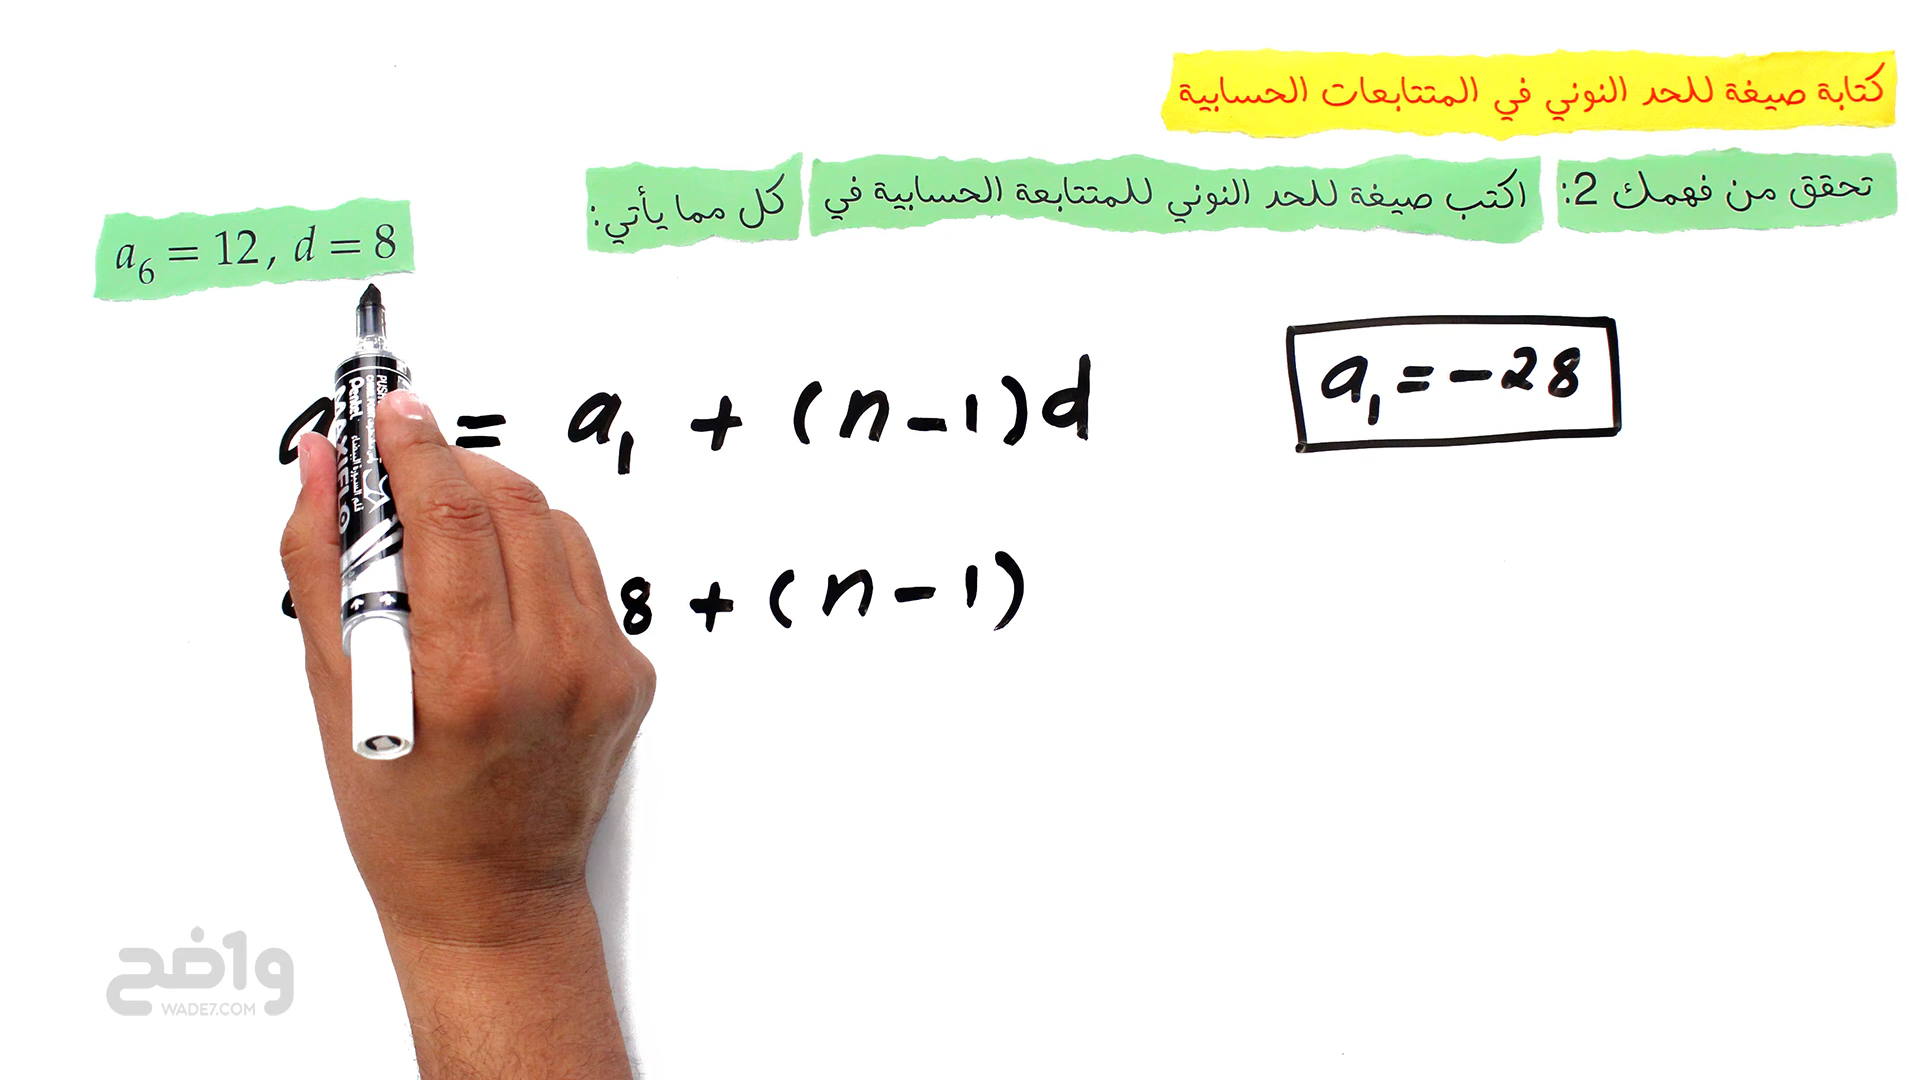 كتابة صيغة للحد النوني في المتتابعات الحسابية
تحقق من فهمك 2: اكتب صيغة للحد النوني للمتتابعة الحسابية في كل مما يأتي:
a₆ = 12, d = 8
a₁ = -28
= a₁ + (n-1)d
8 + (n-1)
PUSH
Pentel
MAXIFLO
واضح
WADE7.COM